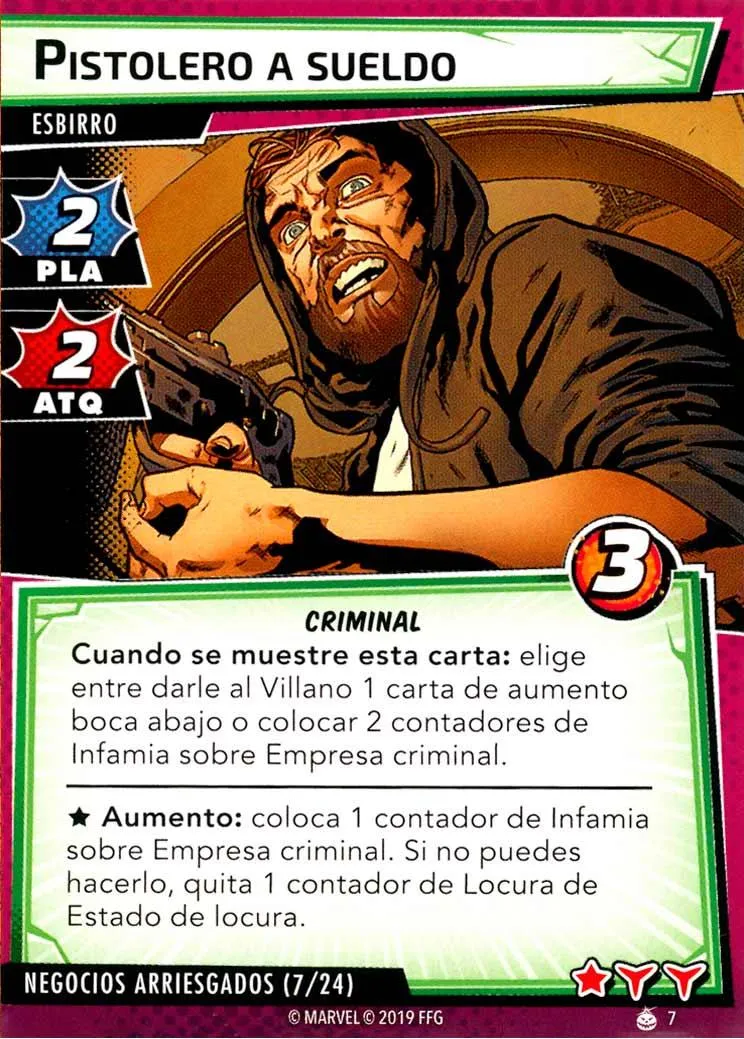 PISTOLERO A SUELDO
ESBIRRO
2
PLA
2
ATQ
3
CRIMINAL
Cuando se muestre esta carta: elige
entre darle al Villano 1 carta de aumento
boca abajo o colocar 2 contadores de
Infamia sobre Empresa criminal.
★ Aumento: coloca 1 contador de Infamia
sobre Empresa criminal. Si no puedes
hacerlo, quita 1 contador de Locura de
Estado de locura.
NEGOCIOS ARRIESGADOS (7/24)
© MARVEL © 2019 FFG
7